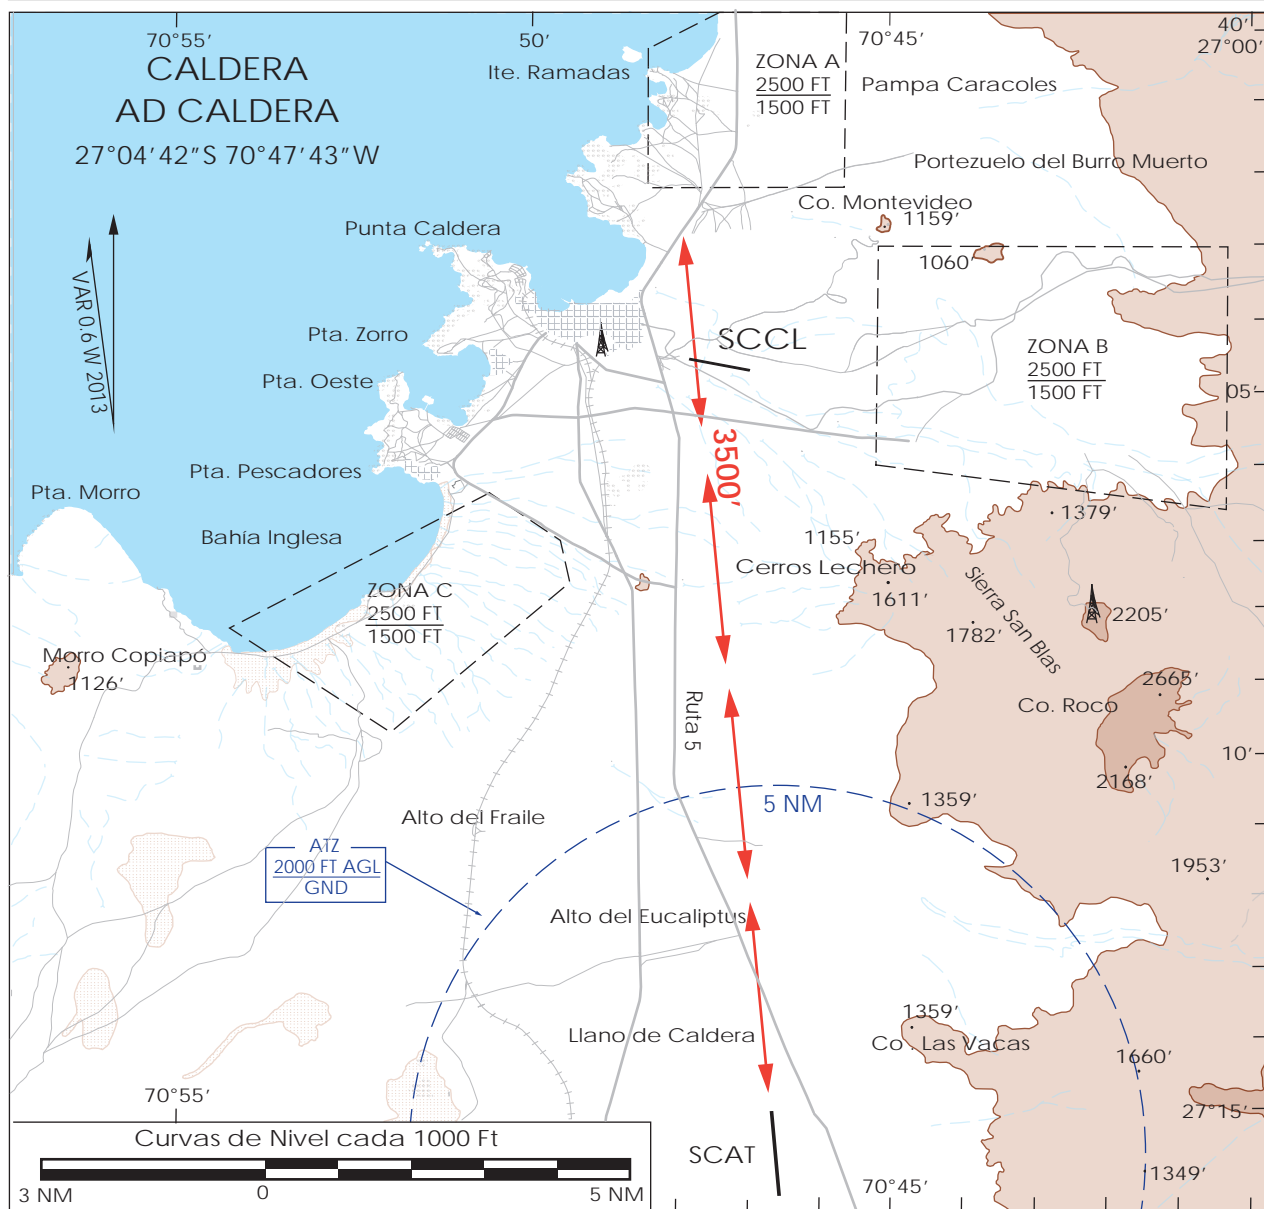 70°55'
50'
70°45'
40'
27°00'
CALDERA
AD CALDERA
27°04'42"S 70°47'43"W
Ite. Ramadas
ZONA A
2500 FT
1500 FT
Pampa Caracoles
Portezuelo del Burro Muerto
Co. Montevideo
1159'
Punta Caldera
1060'
VAR 0.6 W 2013
Pta. Zorro
SCCL
ZONA B
2500 FT
1500 FT
Pta. Oeste
05'
3500'
Pta. Pescadores
Pta. Morro
1379'
Bahía Inglesa
1155'
Cerros Lechero
Sierra San Blas
ZONA C
2500 FT
1500 FT
1611'
2205'
1782'
Morro Copiapó
1126'
2665'
Co. Roco
Ruta 5
10'
2168'
5 NM
1359'
Alto del Fraile
ATZ
2000 FT AGL
GND
1953'
Alto del Eucaliptus
1359'
Llano de Caldera
Co. Las Vacas
1660'
70°55'
27°15'
Curvas de Nivel cada 1000 Ft
SCAT
3 NM
0
5 NM
70°45'
1349'